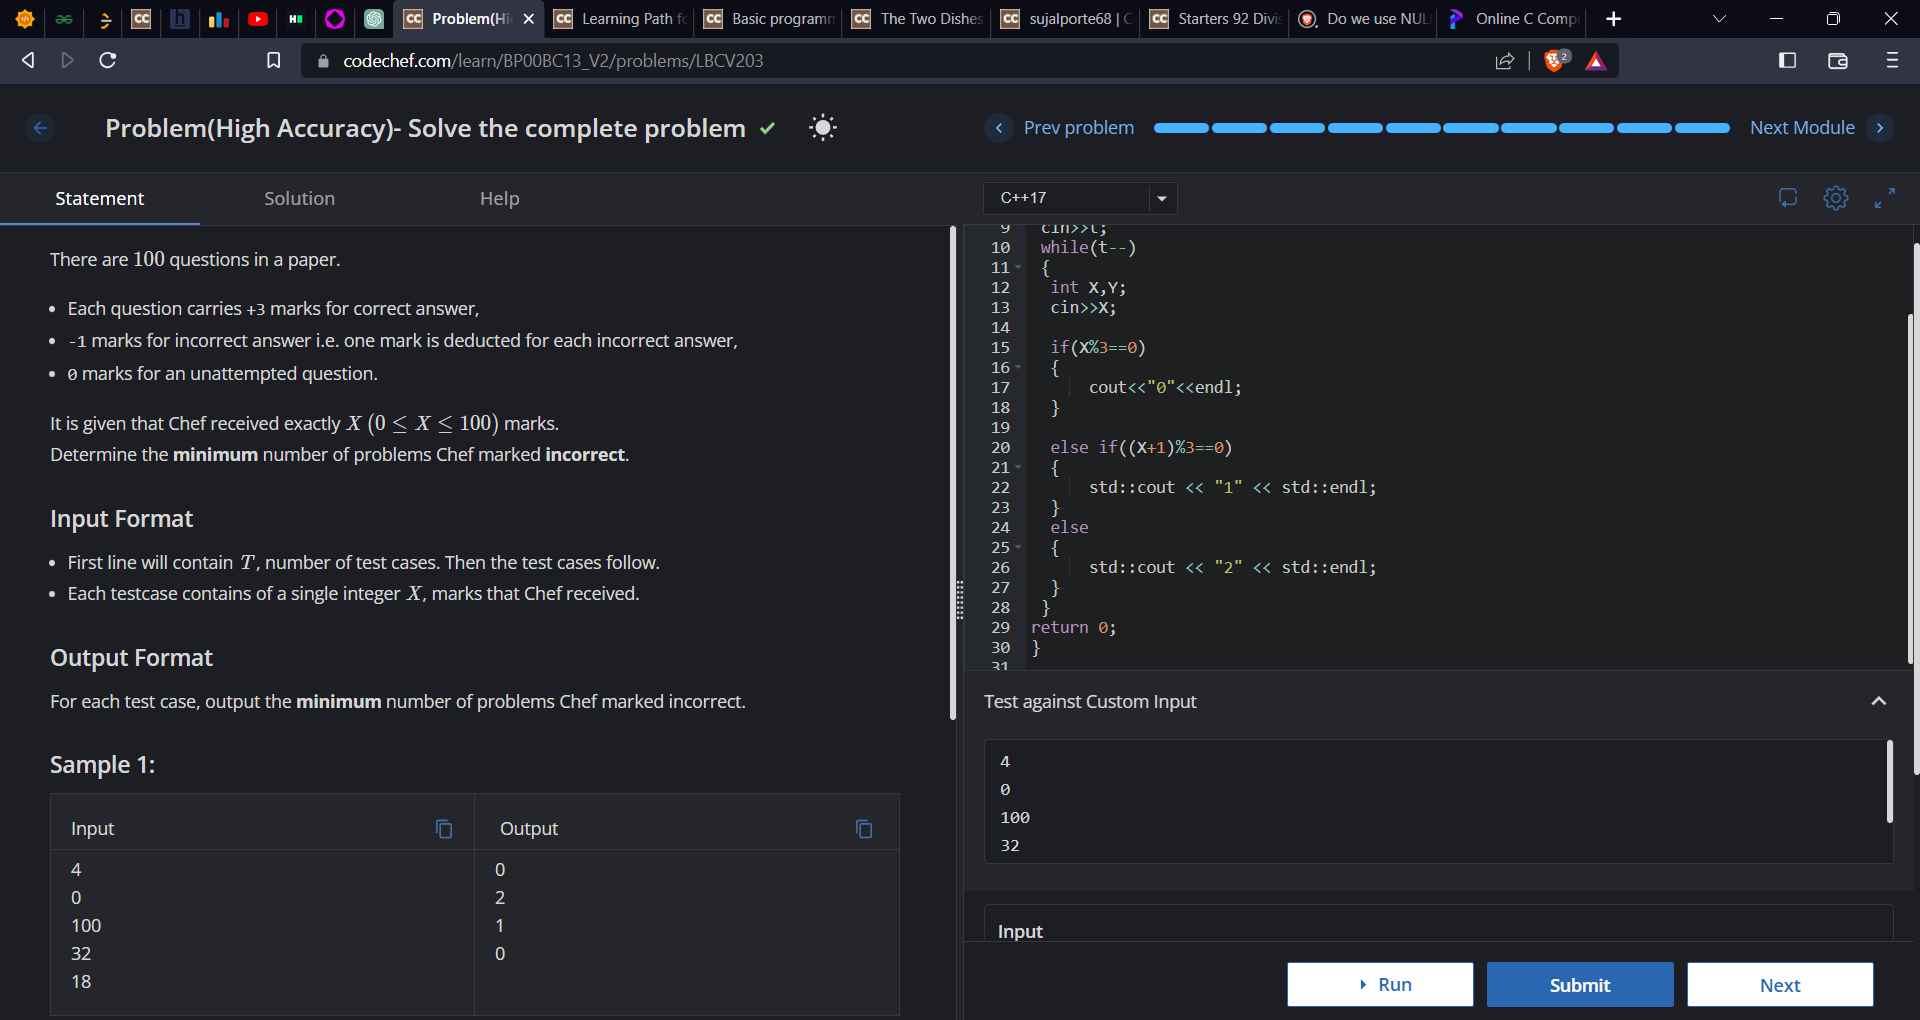 CC
HE
Problem(Hi
Learning Path fo
Basic programm
The Two Dishes
sujalporte68 | C
Starters 92 Divis
Do we use NULL
Online C Compi
codechef.com/learn/BP00BC13_V2/problems/LBCV203
2
Problem(High Accuracy)- Solve the complete problem
Prev problem
Next Module
Statement
Solution
Help
C++17
There are 100 questions in a paper.
• Each question carries +3 marks for correct answer,
• -1 marks for incorrect answer i.e. one mark is deducted for each incorrect answer,
• 0 marks for an unattempted question.
It is given that Chef received exactly X (0 ≤ X ≤ 100) marks.
Determine the minimum number of problems Chef marked incorrect.
Input Format
• First line will contain T, number of test cases. Then the test cases follow.
• Each testcase contains of a single integer X, marks that Chef received.
Output Format
For each test case, output the minimum number of problems Chef marked incorrect.
Sample 1:
Input
Output
4
0
100
32
18
0
2
1
0
9 cin>>t;
10 while(t--)
11 {
12 int X,Y;
13 cin>>X;
14
15 if(X%3==0)
16 {
17 cout<<"0"<<endl;
18 }
19
20 else if((X+1)%3==0)
21 {
22 std::cout << "1" << std::endl;
23 }
24 else
25 {
26 std::cout << "2" << std::endl;
27 }
28 }
29 return 0;
30 }
31
Test against Custom Input
4
0
100
32
Input
Run
Submit
Next